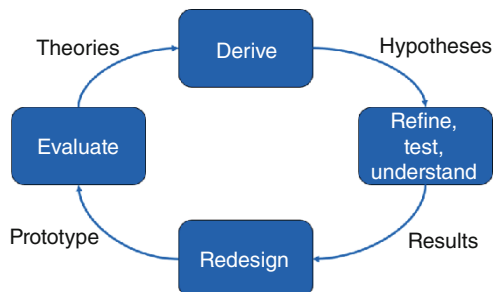 Theories
Derive
Hypotheses
Evaluate
Refine,
test,
understand
Prototype
Redesign
Results